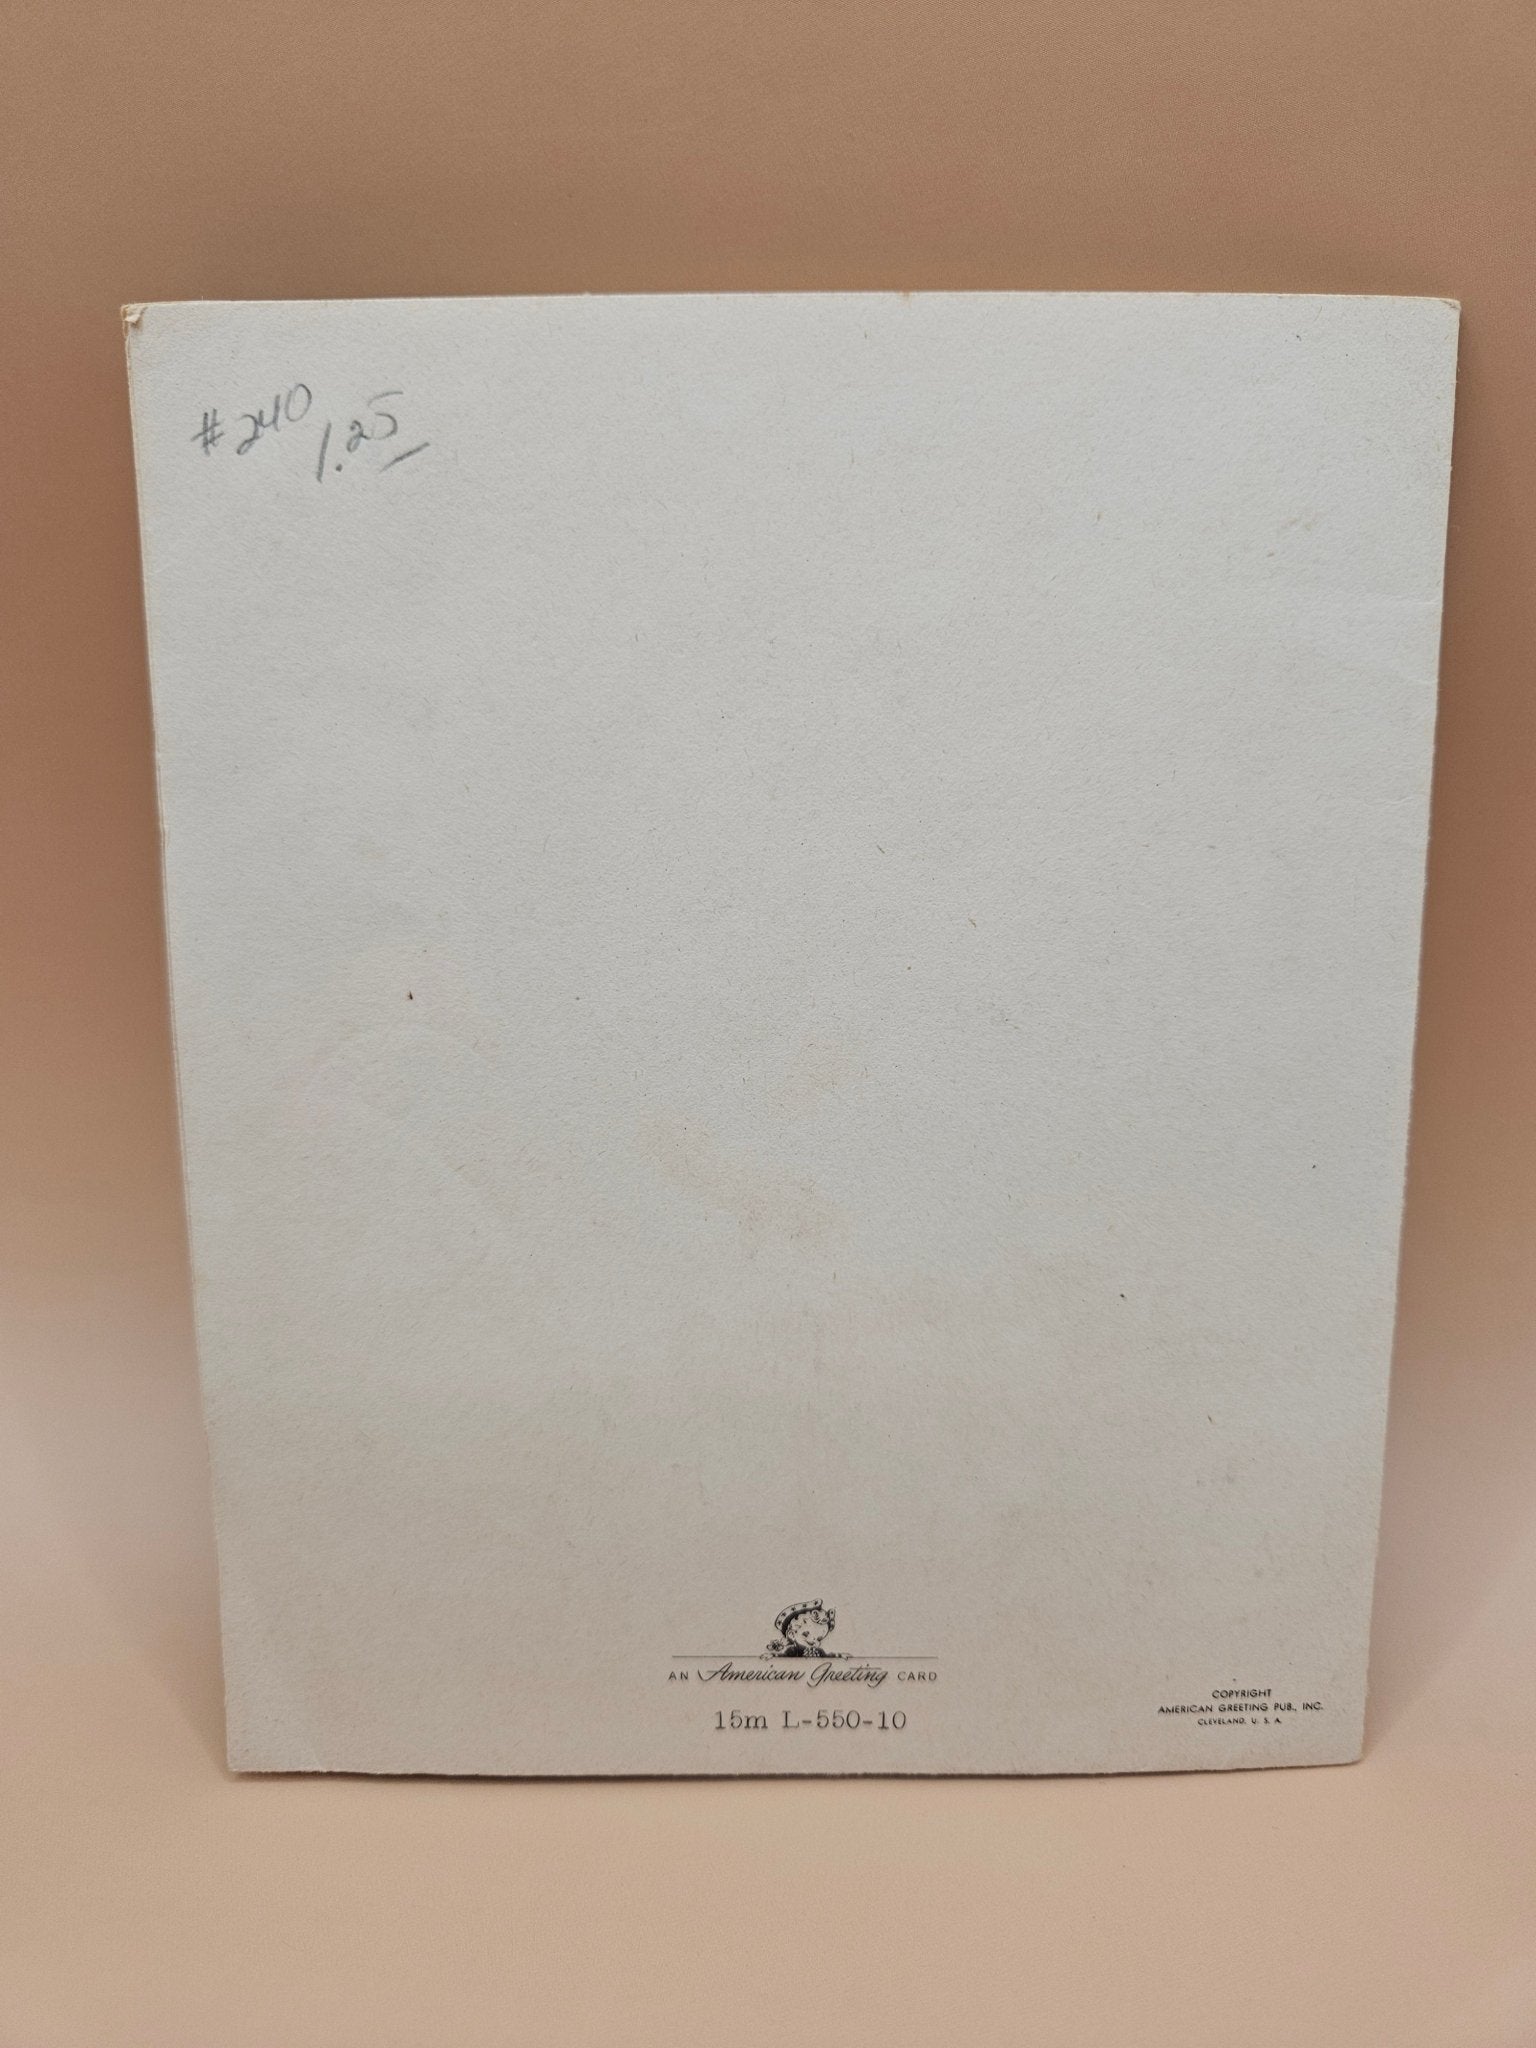 #240
1.25
AN American Greeting CARD
15m L-550-10
COPYRIGHT
AMERICAN GREETING PUB., INC.
CLEVELAND, U. S. A.